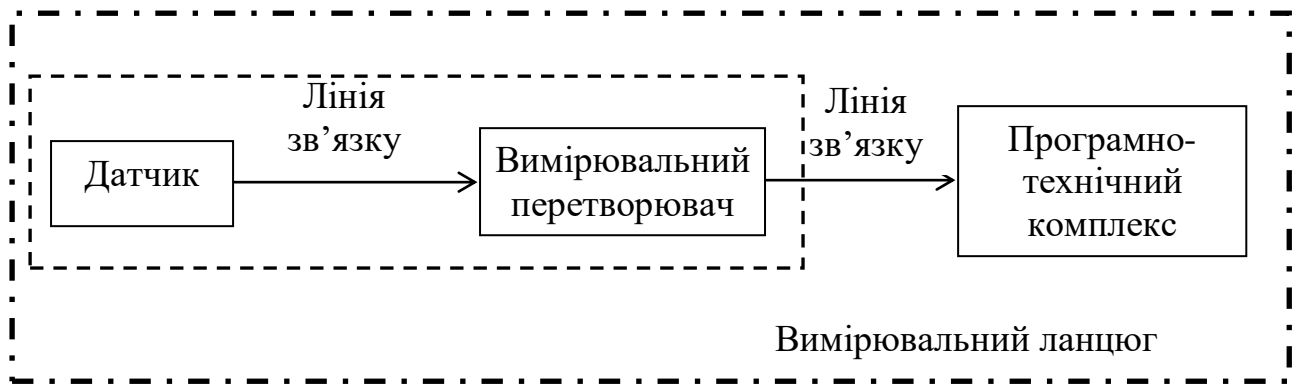 Лінія
зв’язку
Датчик
Вимірювальний
перетворювач
Лінія
зв’язку
Програмно-
технічний
комплекс
Вимірювальний ланцюг